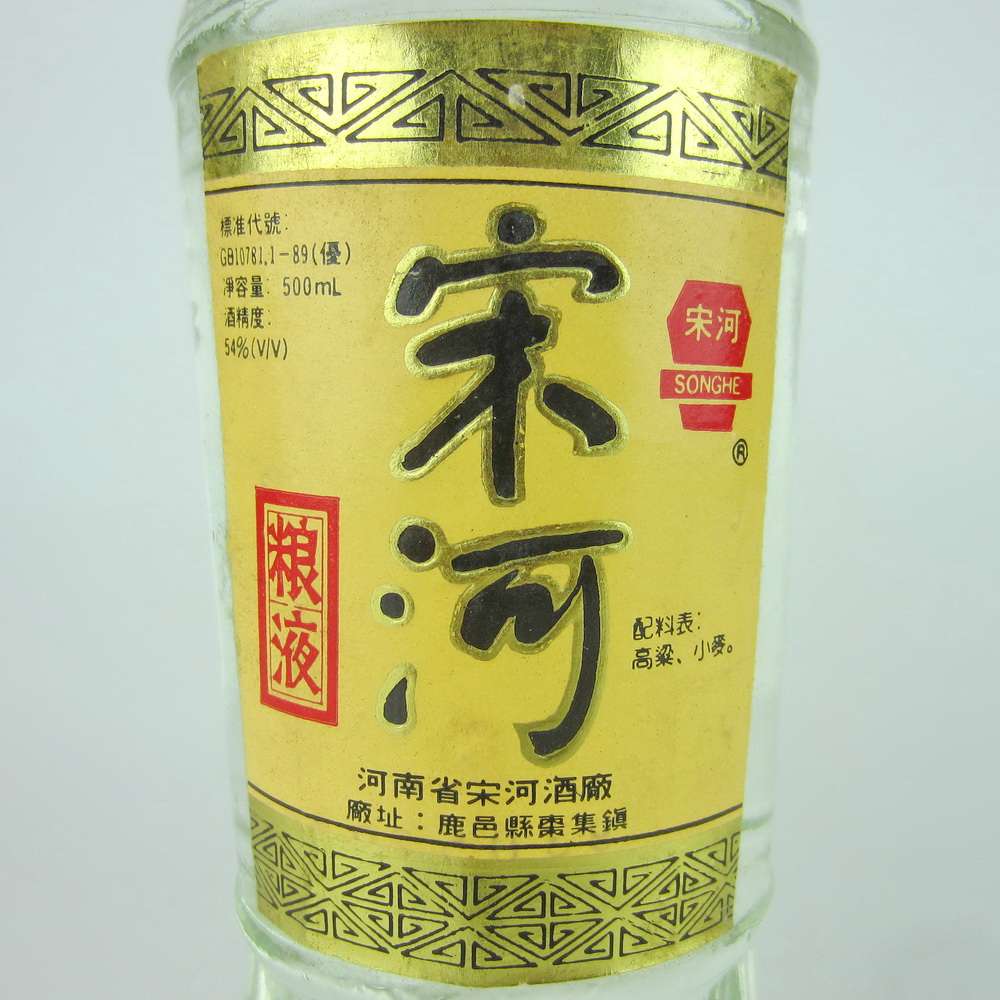 標准代號:
GB10781.1-89(優)
淨容量: 500mL
酒精度:
54%(V/V)
宋河
宋河
SONGHE
®
粮液
配料表:
高粱、小麥。
河南省宋河酒廠
廠址：鹿邑縣棗集鎮